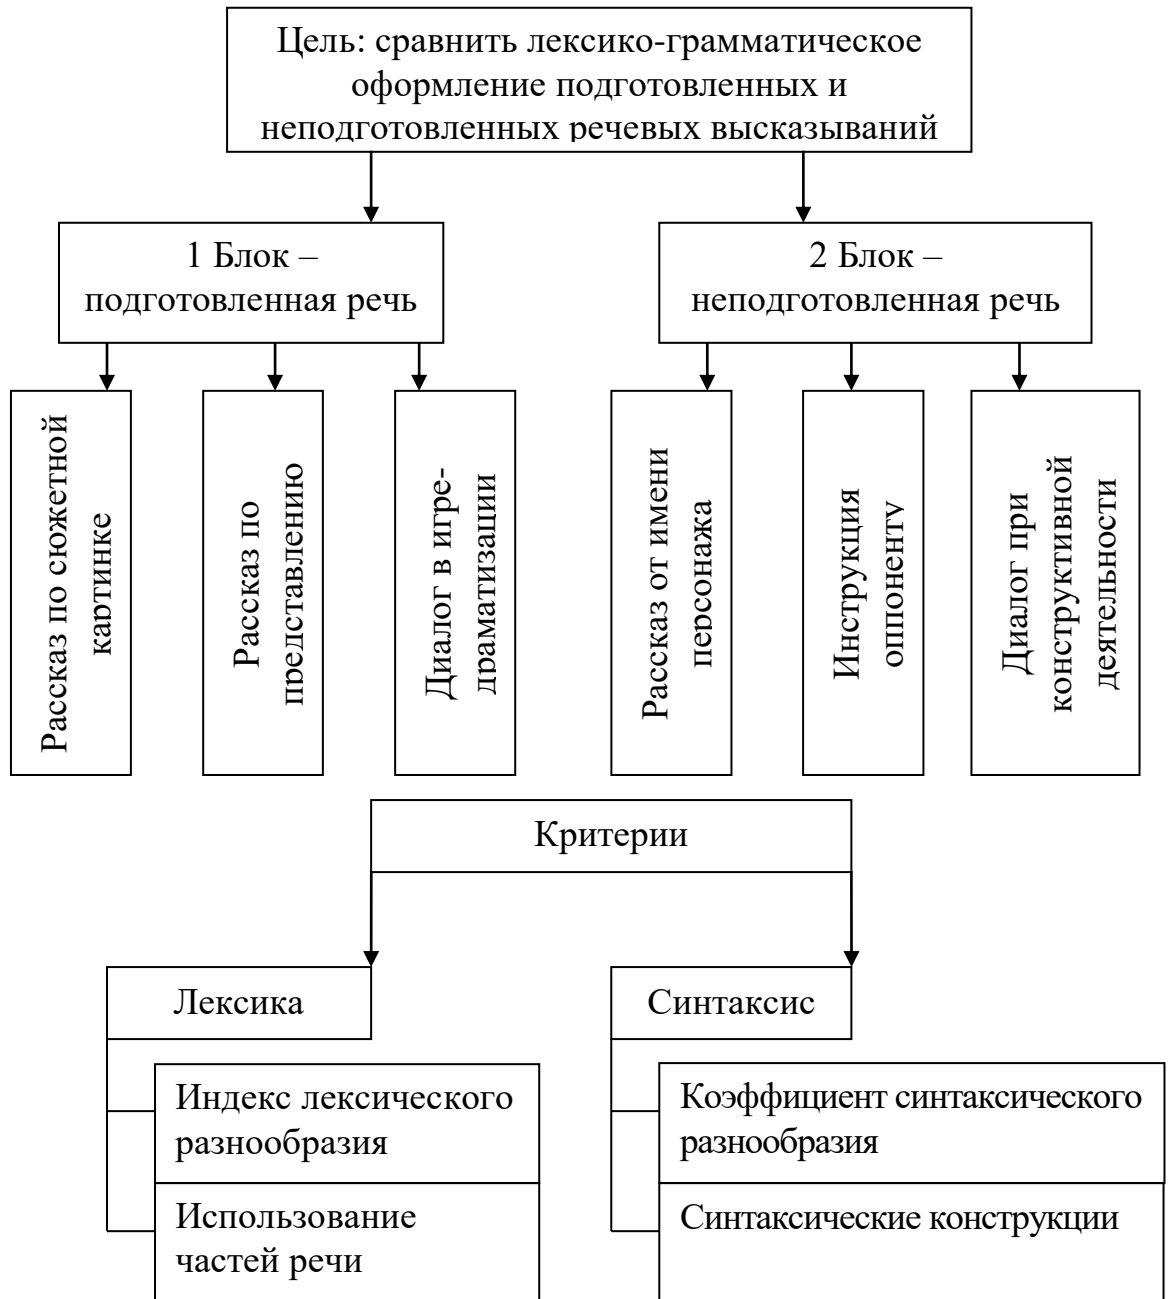 Цель: сравнить лексико-грамматическое
оформление подготовленных и
неподготовленных речевых высказываний
1 Блок –
подготовленная речь
2 Блок –
неподготовленная речь
Рассказ по сюжетной
картинке
Рассказ по
представлению
Диалог в игре-
драматизации
Рассказ от имени
персонажа
Инструкция
оппоненту
Диалог при
конструктивной
деятельности
Критерии
Лексика
Синтаксис
Индекс лексического
разнообразия
Использование
частей речи
Коэффициент синтаксического
разнообразия
Синтаксические конструкции